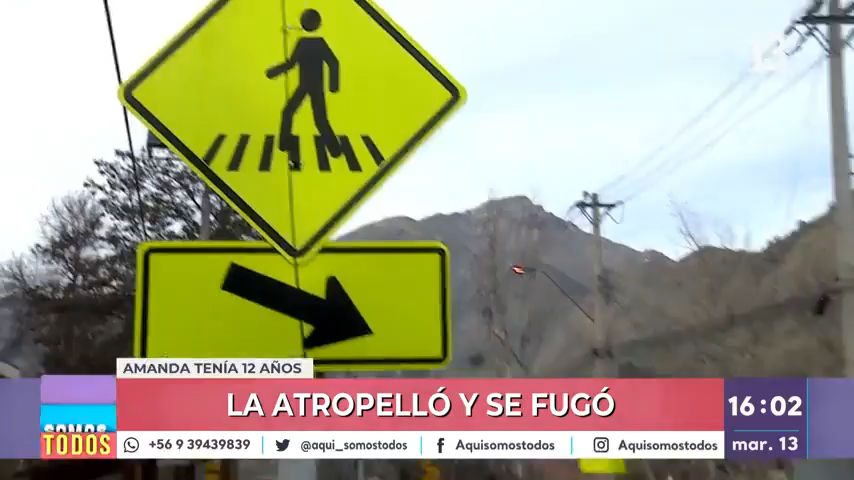 13
AMANDA TENÍA 12 AÑOS
LA ATROPELLÓ Y SE FUGÓ
16:02
SOMOS
TODOS
+56 9 39439839
@aqui_somostodos
Aquisomostodos
Aquisomostodos
mar. 13